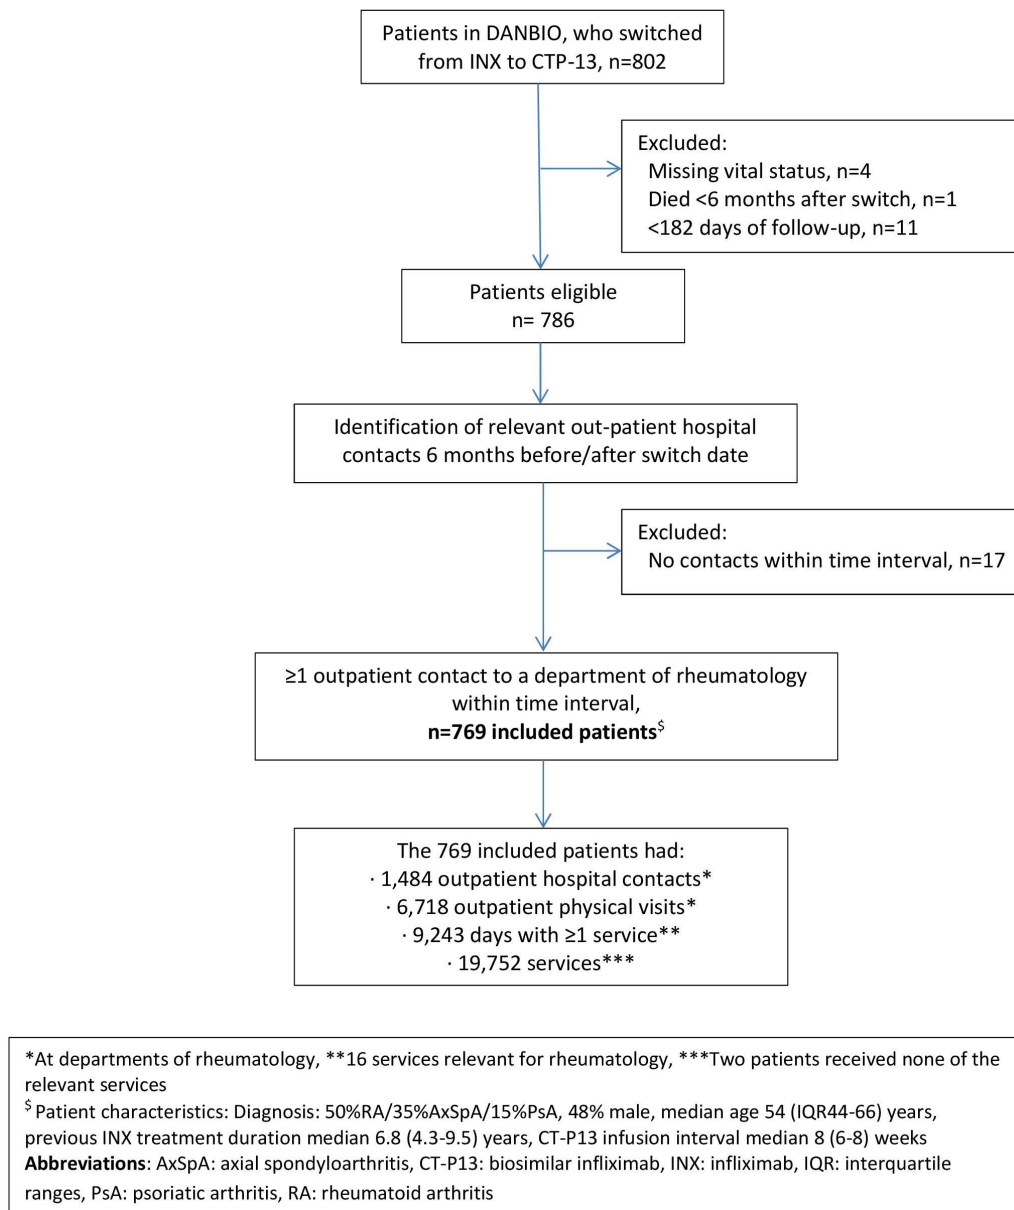 Patients in DANBIO, who switched
from INX to CTP-13, n=802
Excluded:
Missing vital status, n=4
Died <6 months after switch, n=1
<182 days of follow-up, n=11
Patients eligible
n= 786
Identification of relevant out-patient hospital
contacts 6 months before/after switch date
Excluded:
No contacts within time interval, n=17
≥1 outpatient contact to a department of rheumatology
within time interval,
n=769 included patients$
The 769 included patients had:
· 1,484 outpatient hospital contacts*
· 6,718 outpatient physical visits*
· 9,243 days with ≥1 service**
· 19,752 services***
*At departments of rheumatology, **16 services relevant for rheumatology, ***Two patients received none of the
relevant services
$ Patient characteristics: Diagnosis: 50%RA/35%AxSpA/15%PsA, 48% male, median age 54 (IQR44-66) years,
previous INX treatment duration median 6.8 (4.3-9.5) years, CT-P13 infusion interval median 8 (6-8) weeks
Abbreviations: AxSpA: axial spondyloarthritis, CT-P13: biosimilar infliximab, INX: infliximab, IQR: interquartile
ranges, PsA: psoriatic arthritis, RA: rheumatoid arthritis